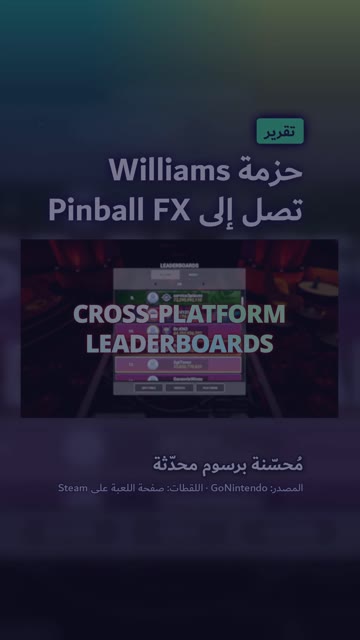 تقرير
حزمة Williams
تصل إلى Pinball FX
LEADERBOARDS
CROSS-PLATFORM
LEADERBOARDS
مُحسّنة برسوم محدّثة
المصدر: GoNintendo - اللقطات: صفحة اللعبة على Steam